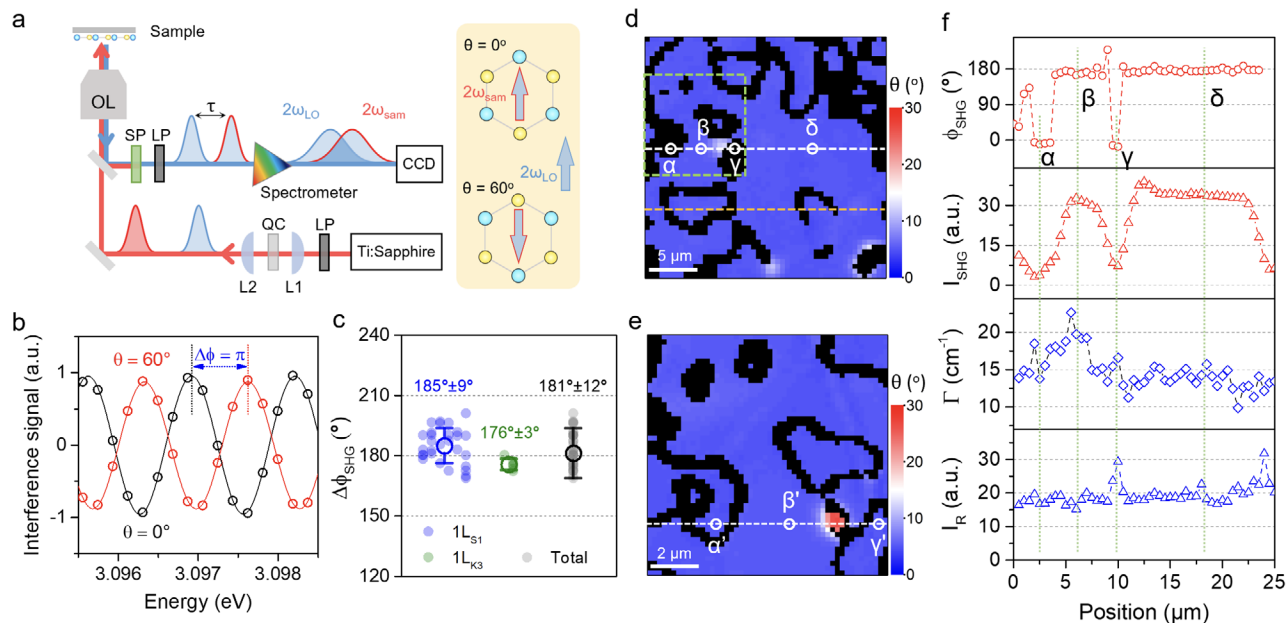 a
Sample
OL
SP
LP
τ
2ω_LO
2ω_sam
Spectrometer
CCD
QC
LP
L2
L1
Ti:Sapphire
θ = 0°
2ω_sam
2ω_LO
θ = 60°
b
Interference signal (a.u.)
θ = 60°
Δϕ = π
θ = 0°
1
0
-1
3.096
3.097
3.098
Energy (eV)
c
Δϕ_SHG (°)
240
210
180
150
120
185°±9°
176°±3°
181°±12°
1L_S1
1L_K3
Total
d
α
β
γ
δ
5 μm
θ (°)
30
20
10
0
e
α'
β'
γ'
2 μm
θ (°)
30
20
10
0
f
ϕ_SHG (°)
180
90
0
α
β
γ
δ
I_SHG (a.u.)
30
15
0
Γ (cm⁻¹)
20
15
I_R (a.u.)
30
20
10
0
0
5
10
15
20
25
Position (μm)